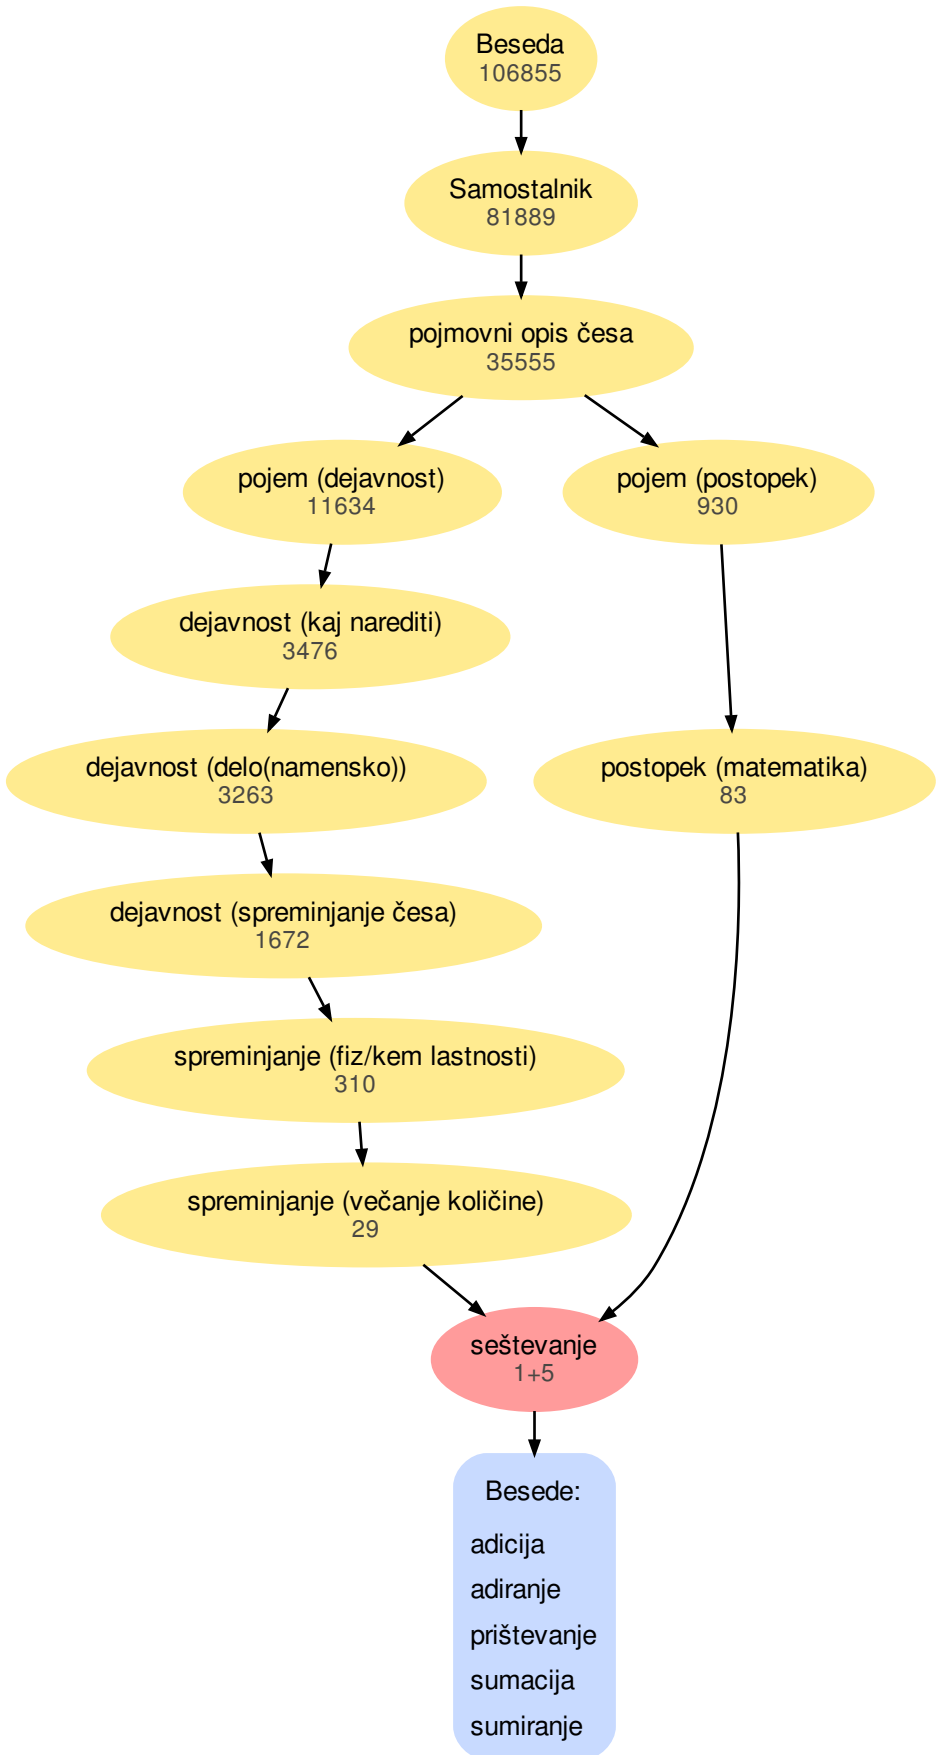 Beseda
106855
Samostalnik
81889
pojmovni opis česa
35555
pojem (dejavnost)
11634
pojem (postopek)
930
dejavnost (kaj narediti)
3476
dejavnost (delo(namensko))
3263
postopek (matematika)
83
dejavnost (spreminjanje česa)
1672
spreminjanje (fiz/kem lastnosti)
310
spreminjanje (večanje količine)
29
seštevanje
1+5
Besede:
adicija
adiranje
prištevanje
sumacija
sumiranje